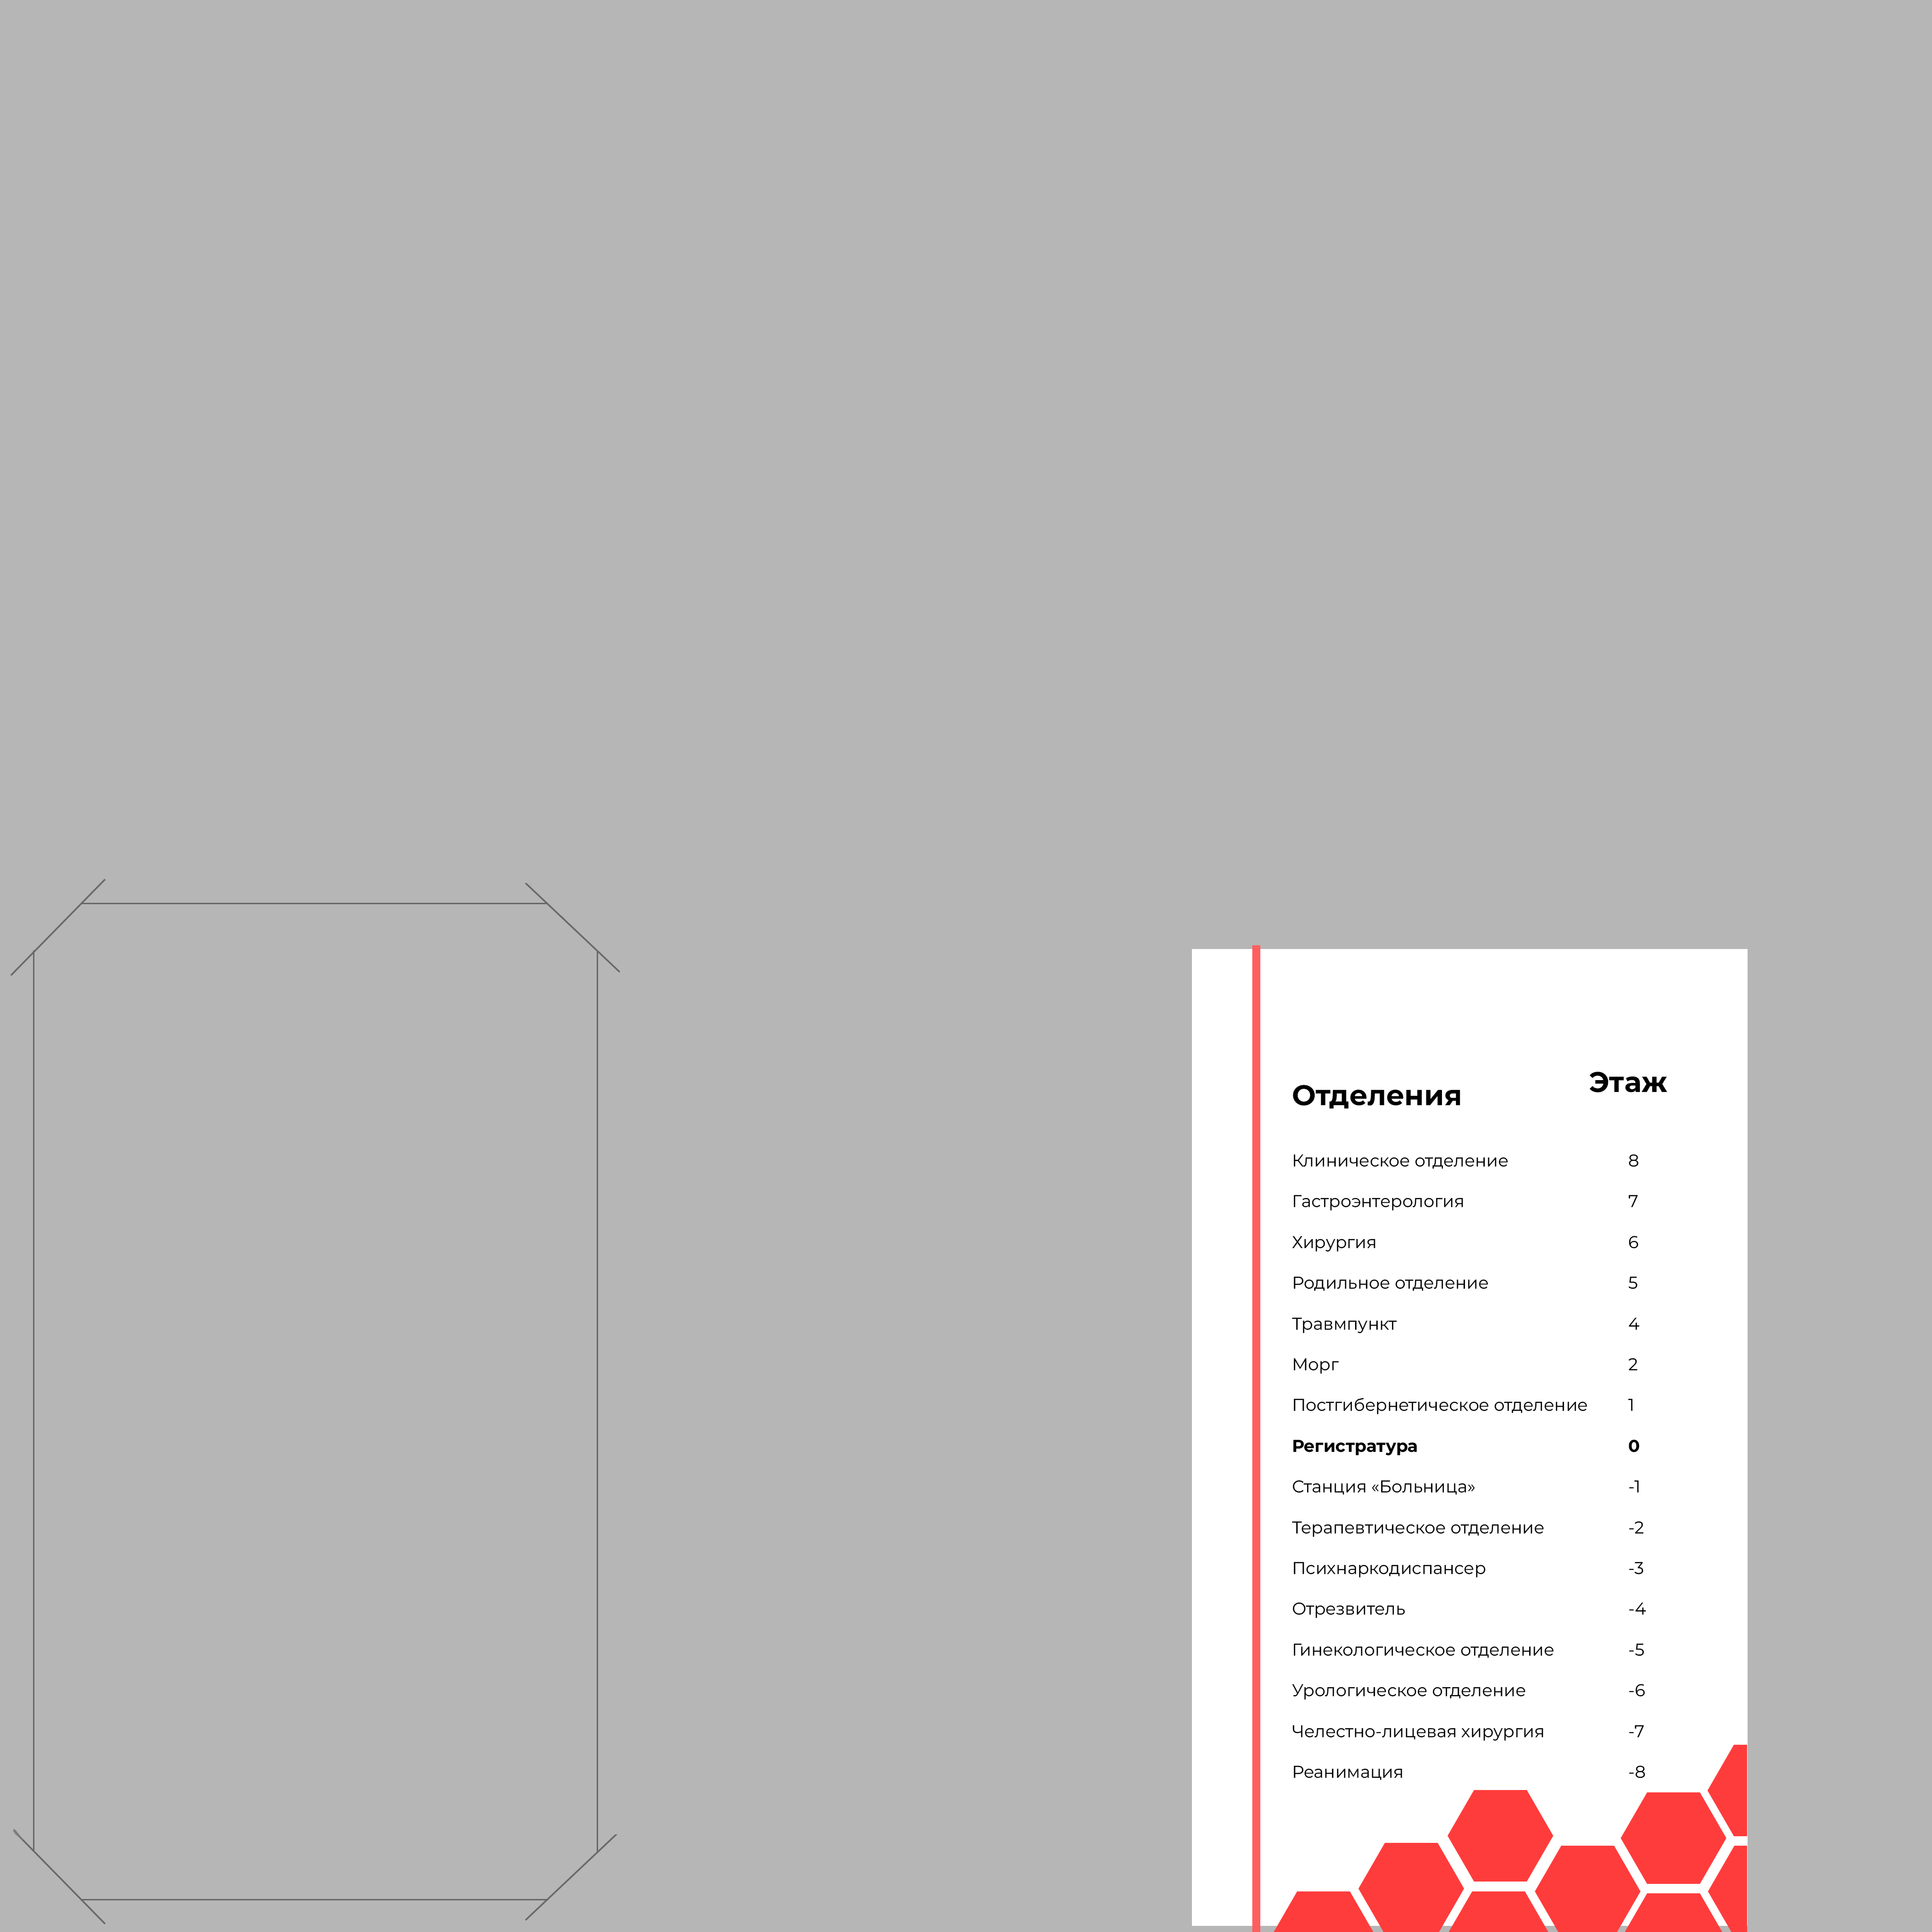 Отделения Этаж
Клиническое отделение 8
Гастроэнтерология 7
Хирургия 6
Родильное отделение 5
Травмпункт 4
Морг 2
Постгибернетическое отделение 1
Регистратура 0
Станция «Больница» -1
Терапевтическое отделение -2
Психнаркодиспансер -3
Отрезвитель -4
Гинекологическое отделение -5
Урологическое отделение -6
Челестно-лицевая хирургия -7
Реанимация -8